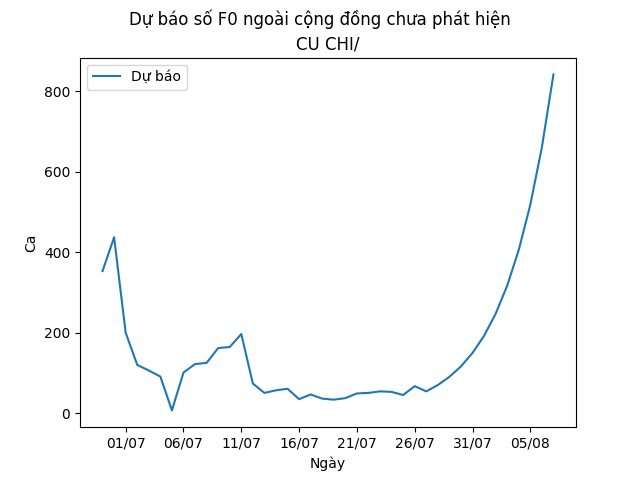 Dự báo số F0 ngoài cộng đồng chưa phát hiện
CU CHI/
Dự báo
800
600
400
200
0
Ca
01/07 06/07 11/07 16/07 21/07 26/07 31/07 05/08
Ngày